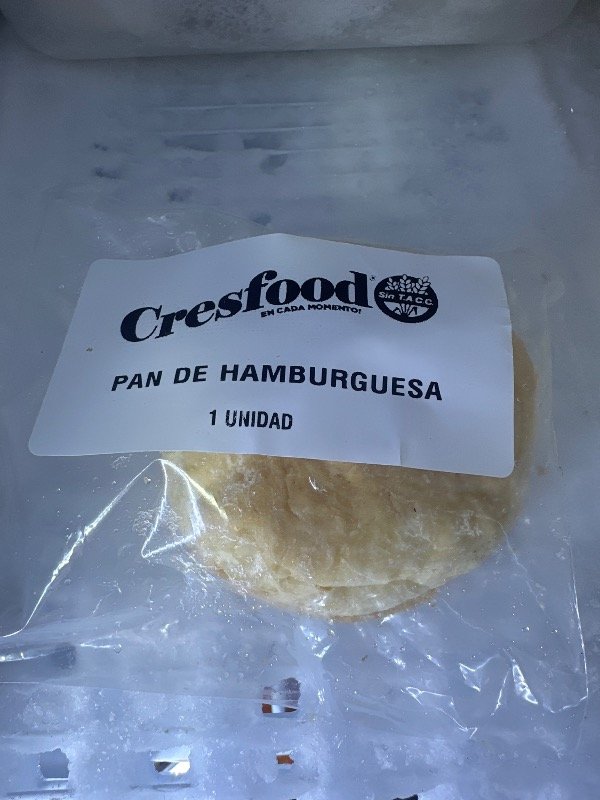 Cresfood
EN CADA MOMENTO!
Sin T.A.C.C.
PAN DE HAMBURGUESA
1 UNIDAD